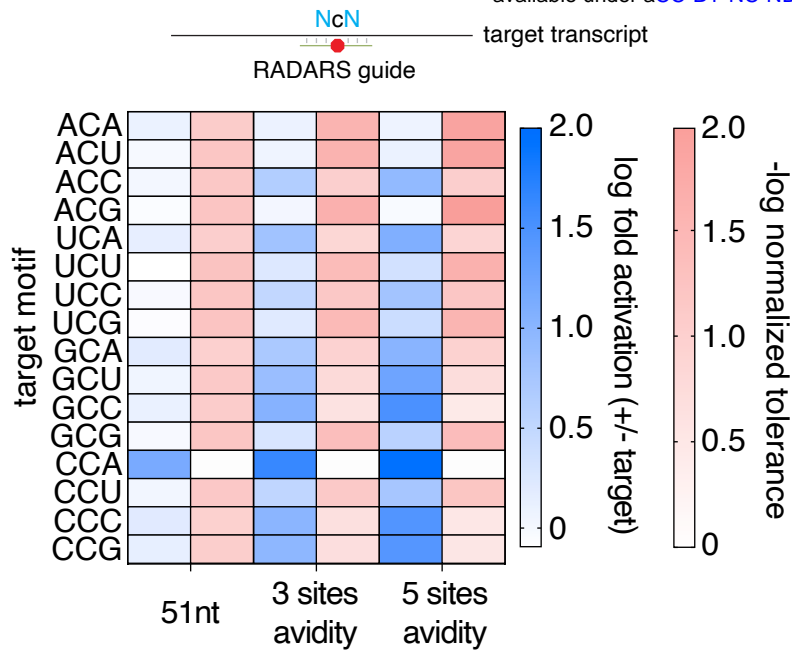 NcN
target transcript
RADARS guide
target motif
ACA
ACU
ACC
ACG
UCA
UCU
UCC
UCG
GCA
GCU
GCC
GCG
CCA
CCU
CCC
CCG
51nt
3 sites
avidity
5 sites
avidity
2.0
1.5
1.0
0.5
0
log fold activation (+/- target)
2.0
1.5
1.0
0.5
0
-log normalized tolerance